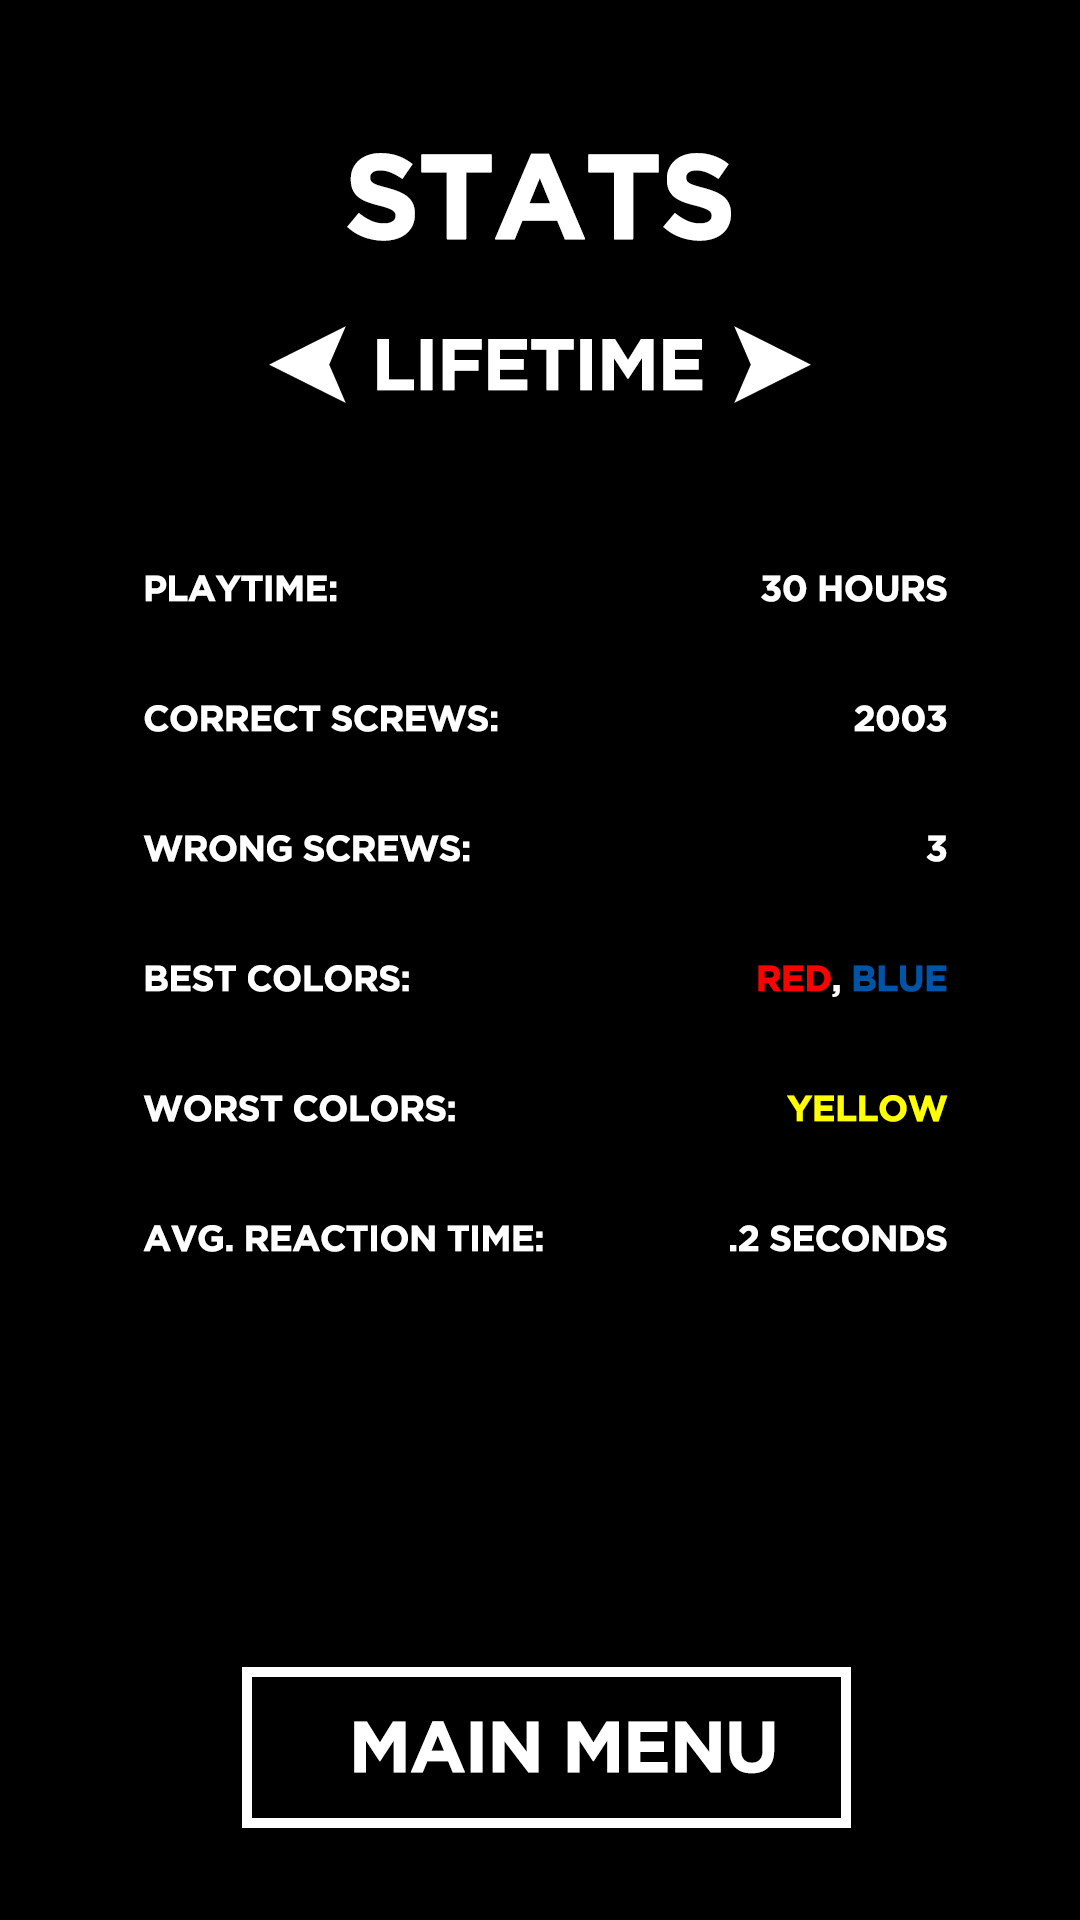 STATS
LIFETIME
PLAYTIME: 30 HOURS
CORRECT SCREWS: 2003
WRONG SCREWS: 3
BEST COLORS: RED, BLUE
WORST COLORS: YELLOW
AVG. REACTION TIME: .2 SECONDS
MAIN MENU